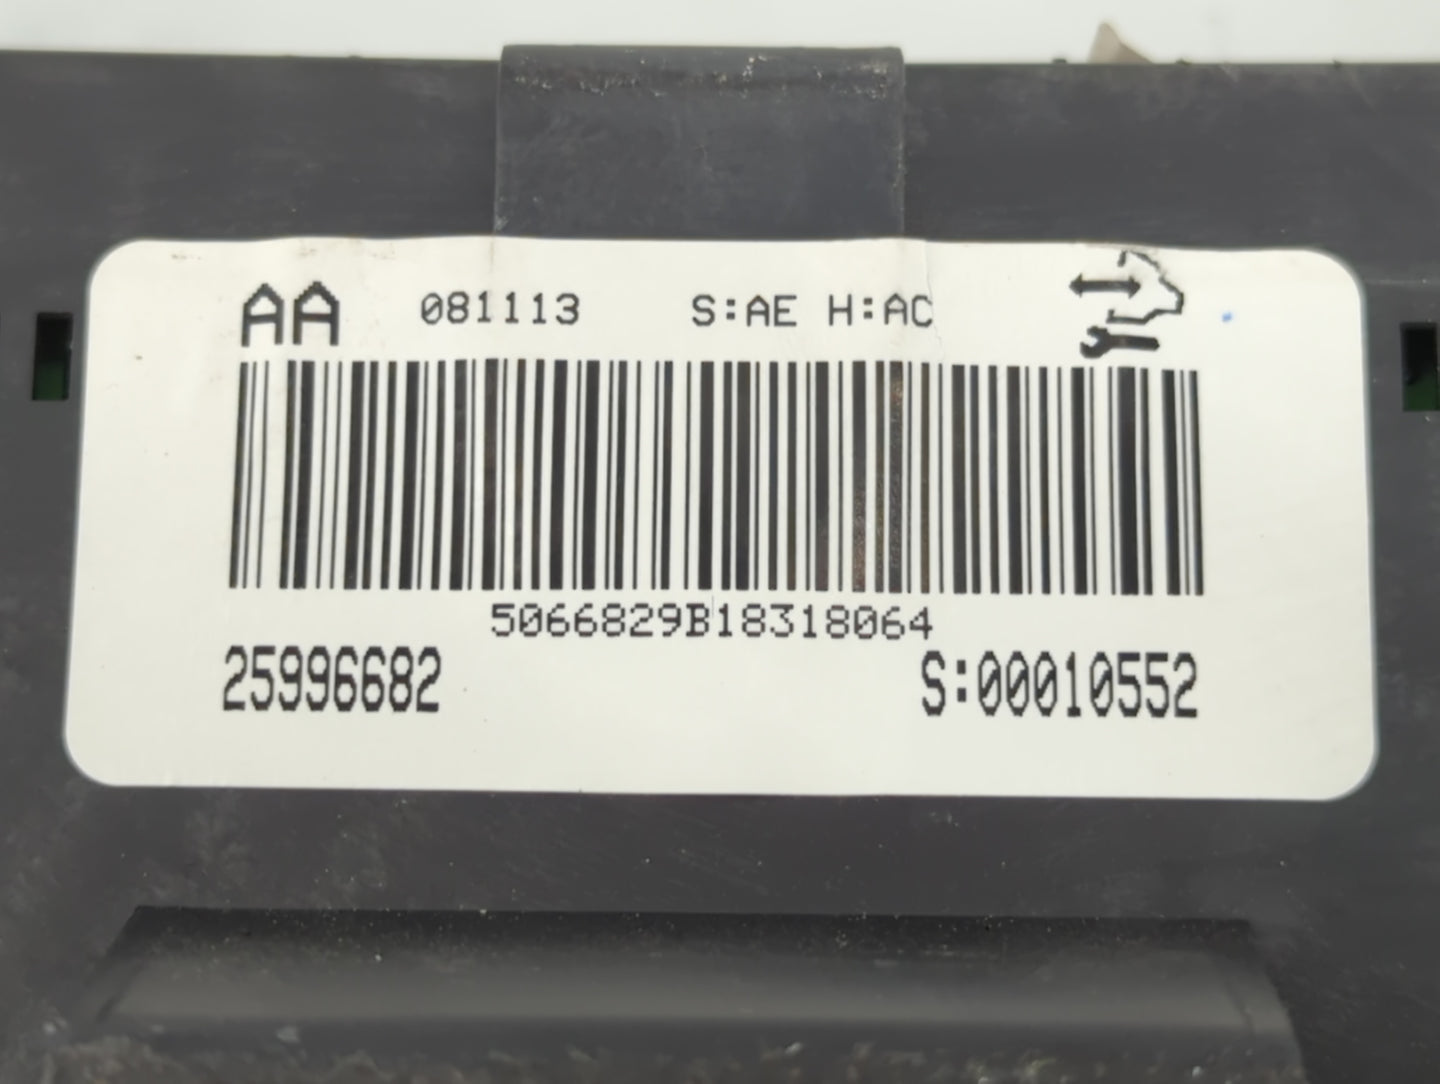 AA 081113 S:AE H:AC
5066829B18318064
25996682 S:00010552